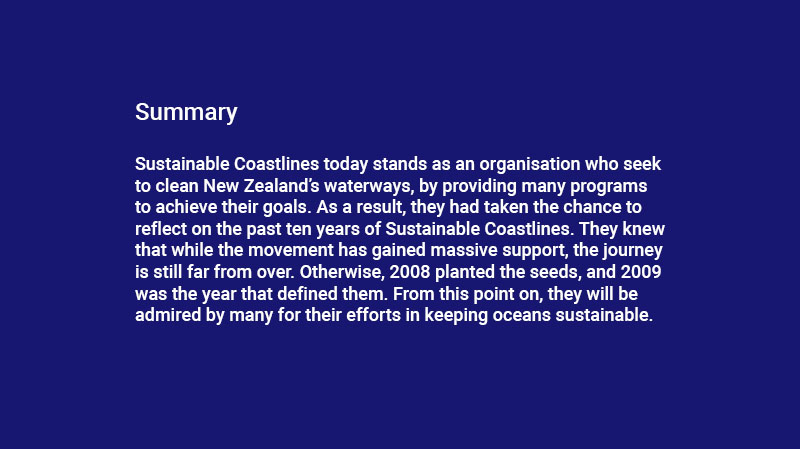 Summary
Sustainable Coastlines today stands as an organisation who seek
to clean New Zealand’s waterways, by providing many programs
to achieve their goals. As a result, they had taken the chance to
reflect on the past ten years of Sustainable Coastlines. They knew
that while the movement has gained massive support, the journey
is still far from over. Otherwise, 2008 planted the seeds, and 2009
was the year that defined them. From this point on, they will be
admired by many for their efforts in keeping oceans sustainable.